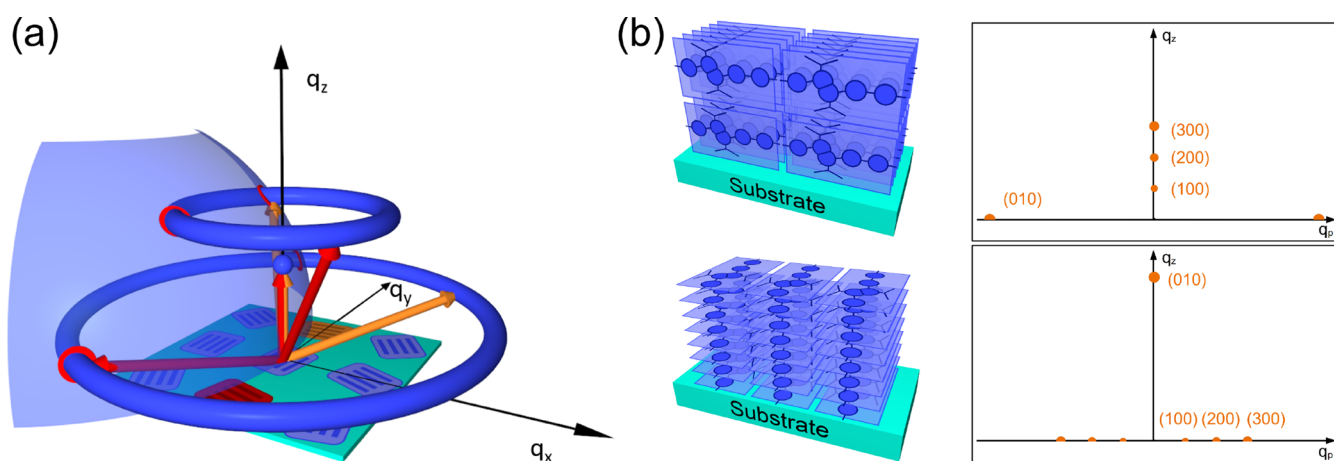 (a)
q_z
q_y
q_x
(b)
Substrate
q_z
(300)
(200)
(100)
(010)
q_p
Substrate
q_z
(010)
(100) (200) (300)
q_p